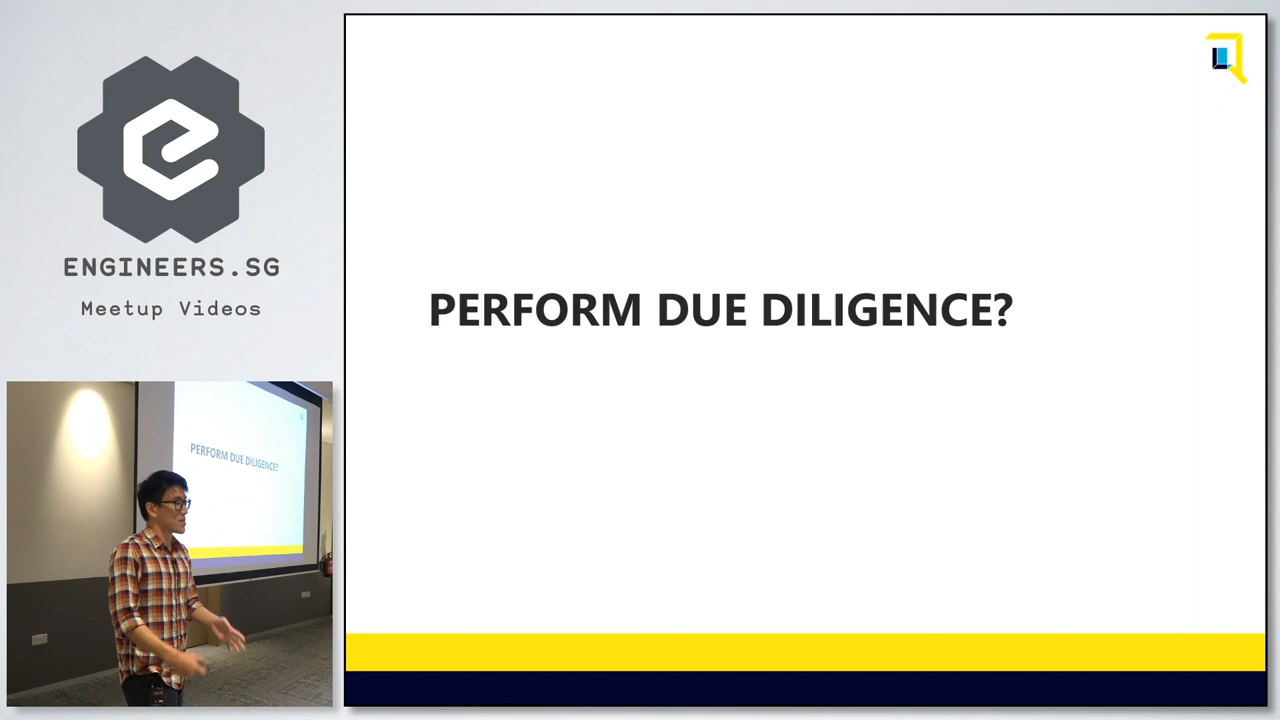 ENGINEERS.SG
Meetup Videos
PERFORM DUE DILIGENCE?
PERFORM DUE DILIGENCE?